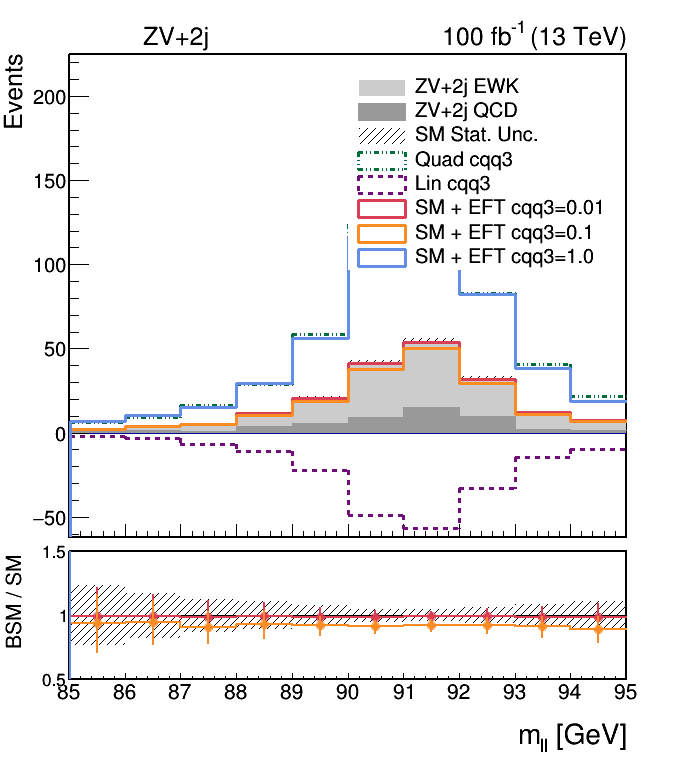 ZV+2j 100 fb⁻¹ (13 TeV)
Events
200
150
100
50
0
−50
ZV+2j EWK
ZV+2j QCD
SM Stat. Unc.
Quad cqq3
Lin cqq3
SM + EFT cqq3=0.01
SM + EFT cqq3=0.1
SM + EFT cqq3=1.0
BSM / SM
1.5
1
0.5
85 86 87 88 89 90 91 92 93 94 95
m_ll [GeV]